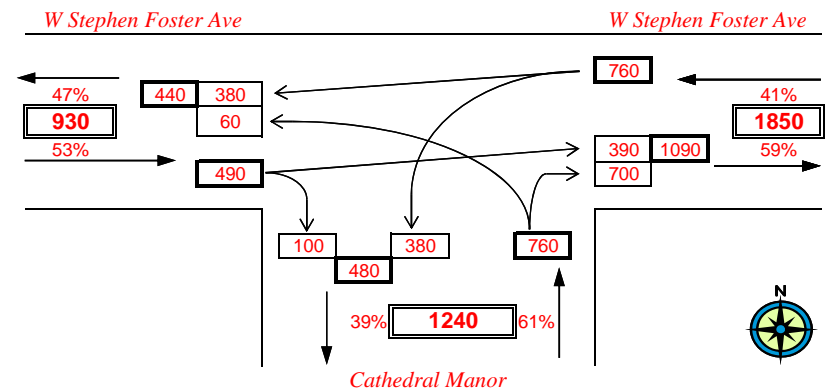 W Stephen Foster Ave W Stephen Foster Ave
760
47% 440 380 41%
930 60 1850
53% 390 1090 59%
490 700
100 380 760
480
N
39% 1240 61%
Cathedral Manor